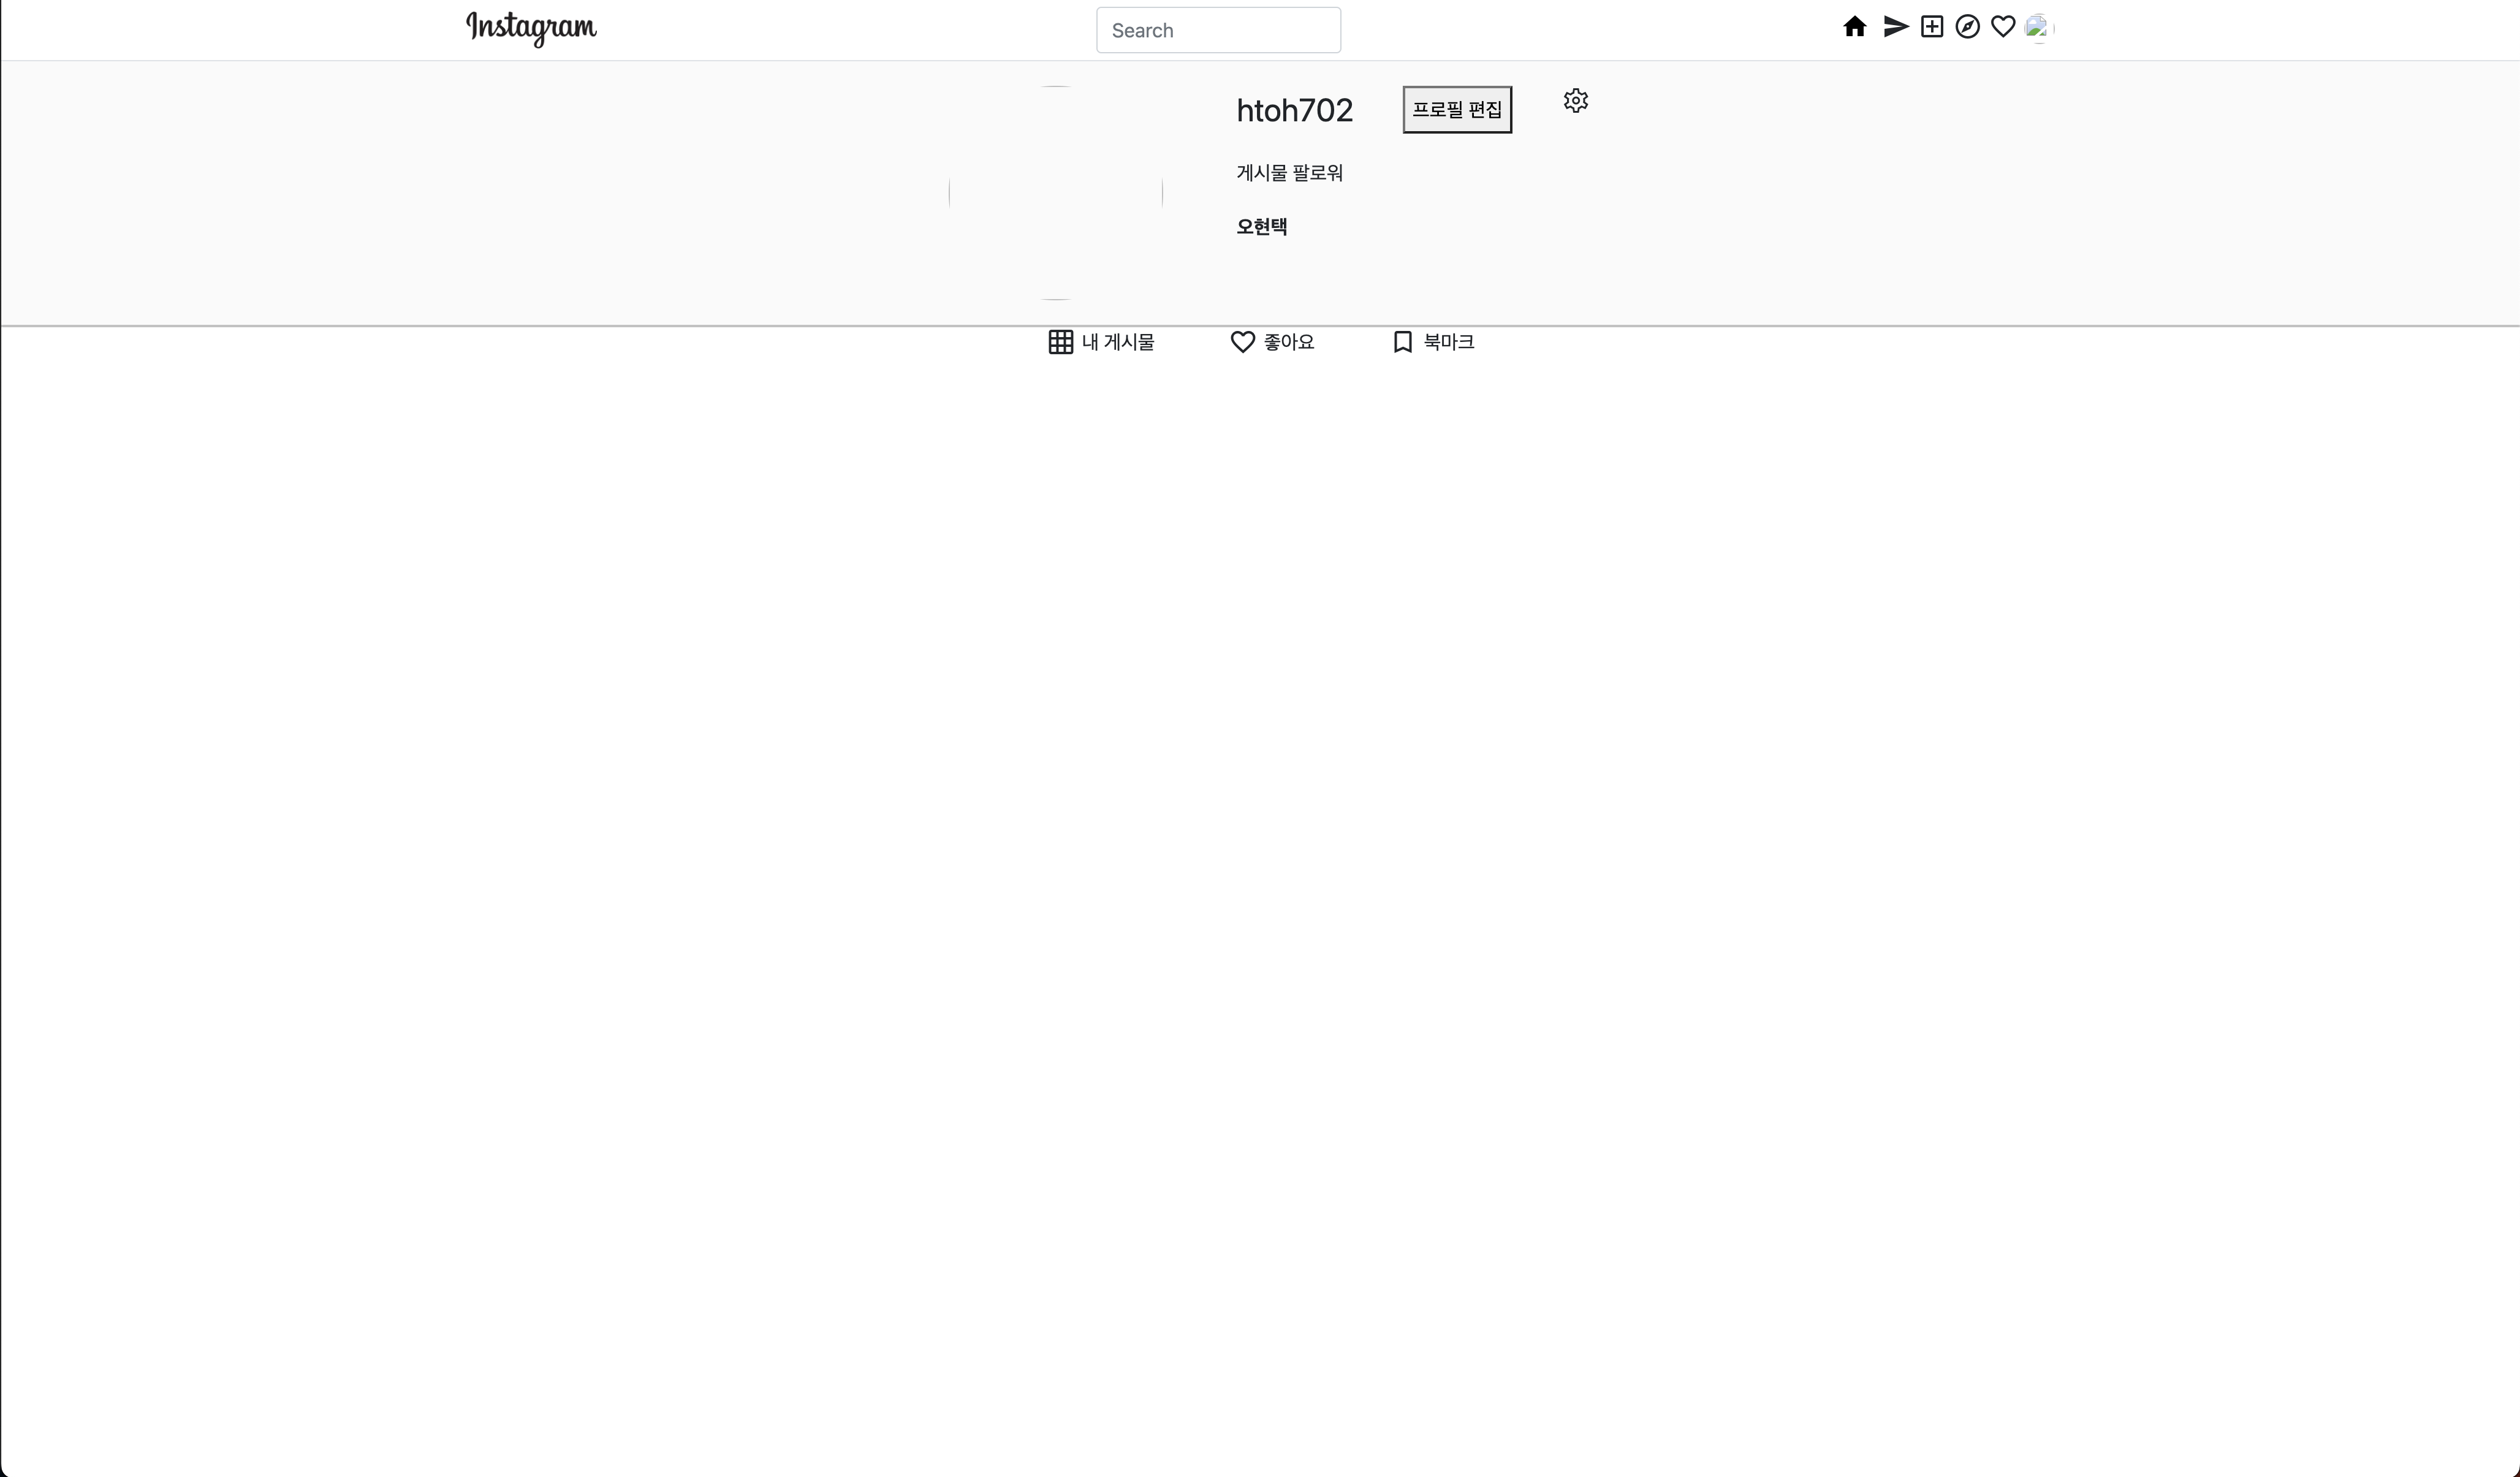 Instagram
Search
htoh702
프로필 편집
게시물 팔로워
오현택
내 게시물
좋아요
북마크